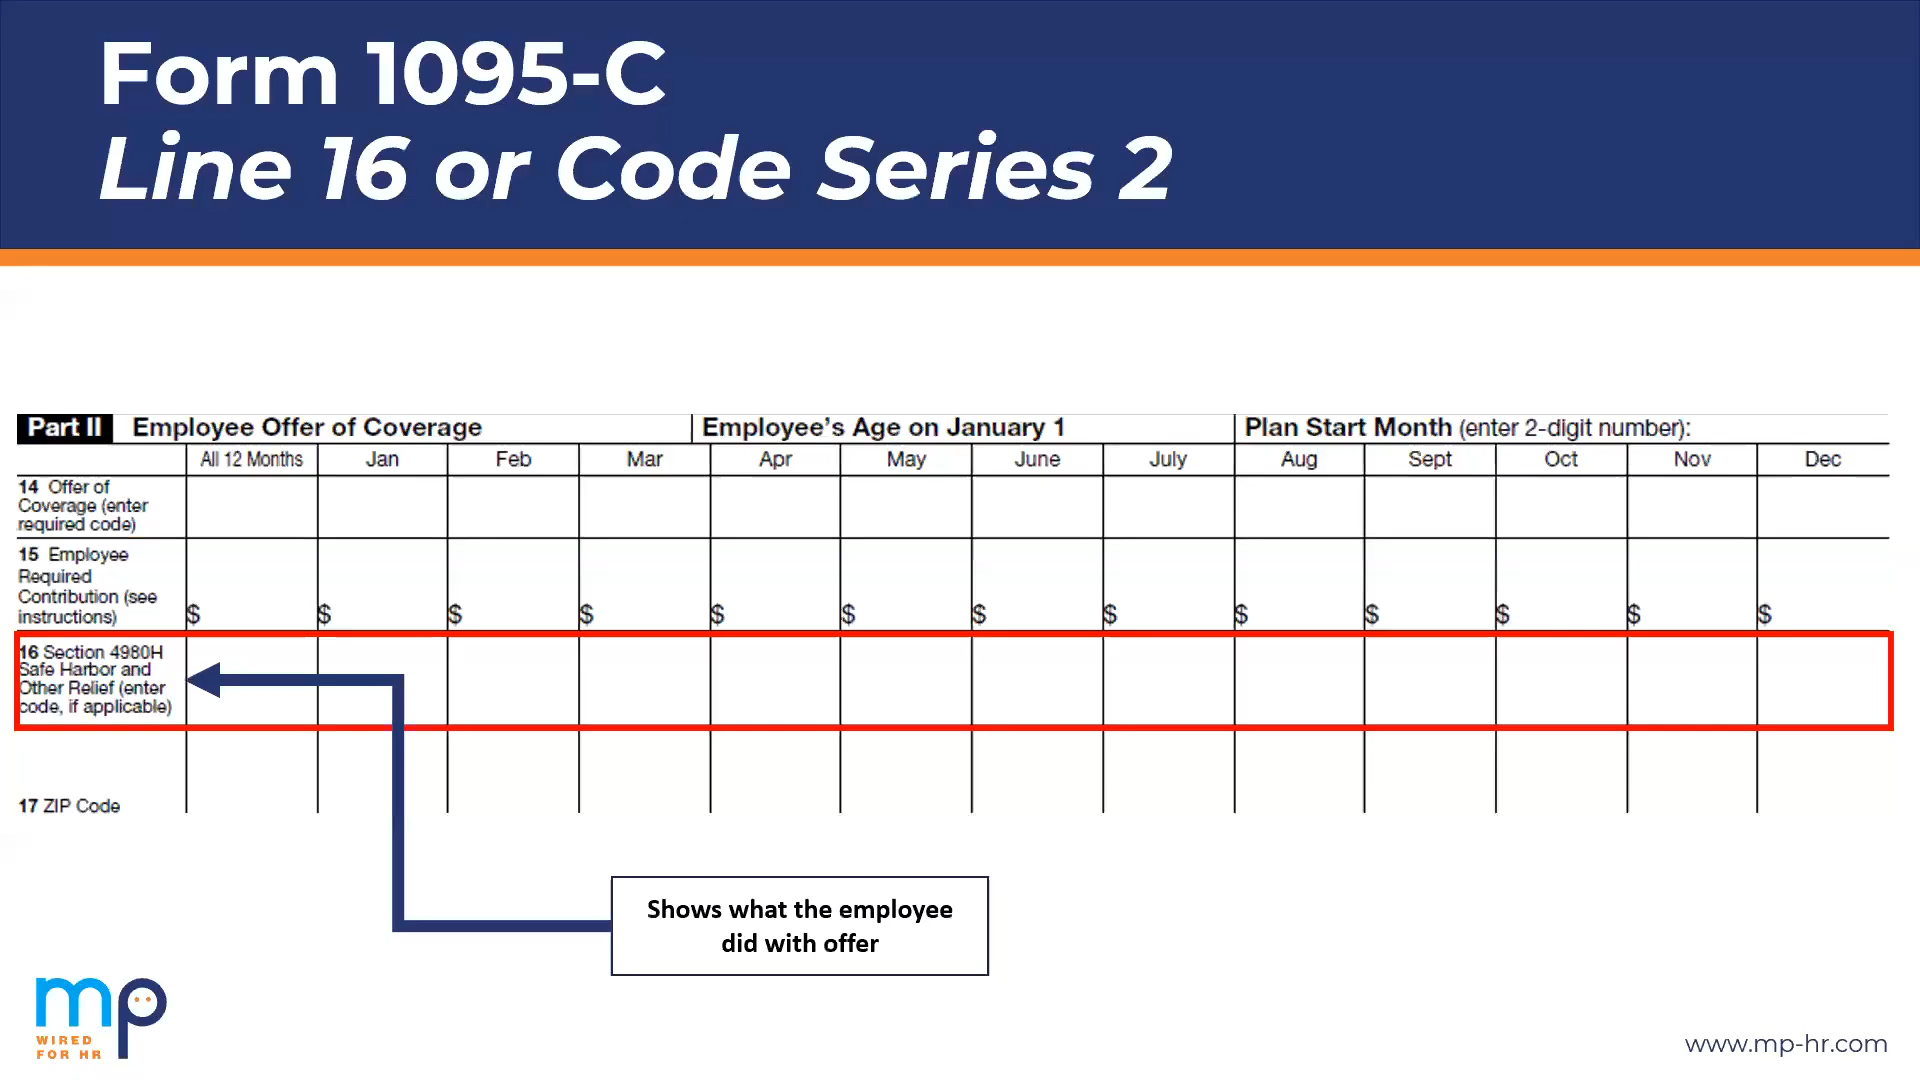 Form 1095-C
Line 16 or Code Series 2
Part II Employee Offer of Coverage Employee's Age on January 1 Plan Start Month (enter 2-digit number):
All 12 Months Jan Feb Mar Apr May June July Aug Sept Oct Nov Dec
14 Offer of
Coverage (enter
required code)
15 Employee
Required
Contribution (see
instructions) $ $ $ $ $ $ $ $ $ $ $ $ $
16 Section 4980H
Safe Harbor and
Other Relief (enter
code, if applicable)
17 ZIP Code
Shows what the employee
did with offer
mp
WIRED
FOR HR
www.mp-hr.com